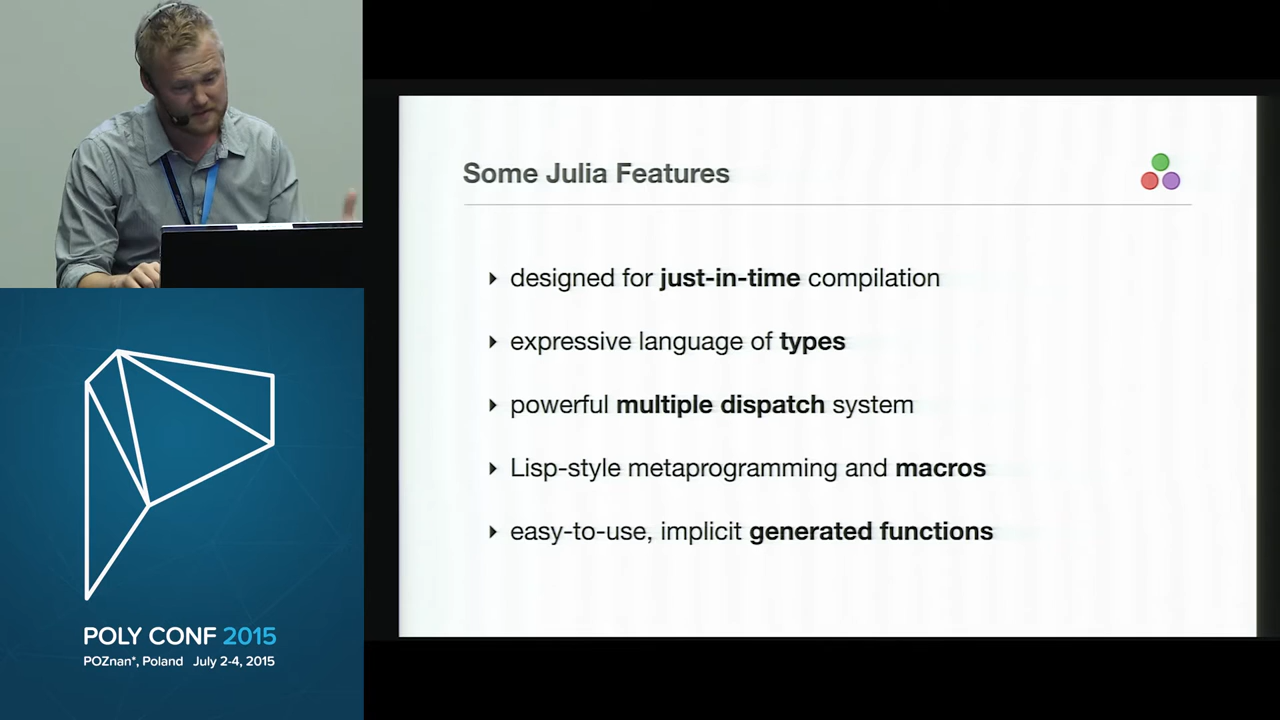 Some Julia Features
designed for just-in-time compilation
expressive language of types
powerful multiple dispatch system
Lisp-style metaprogramming and macros
easy-to-use, implicit generated functions
POLY CONF 2015
POZnan*, Poland July 2-4, 2015